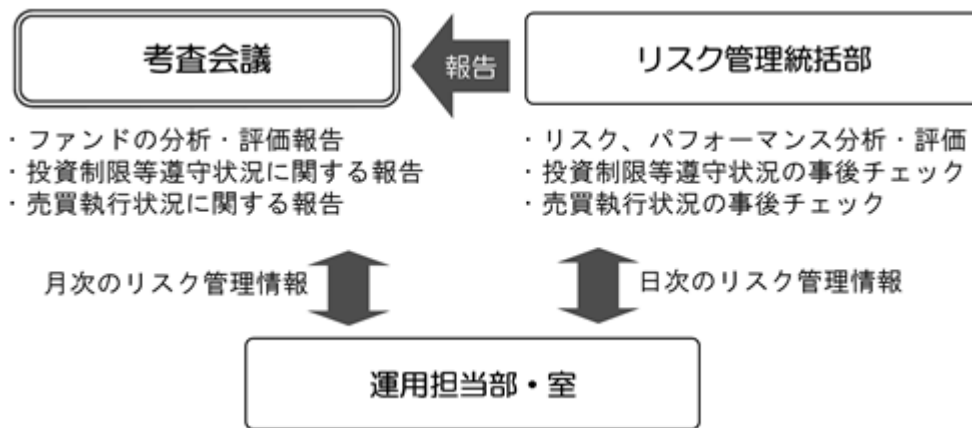 考査会議
報告
リスク管理統括部
・ファンドの分析・評価報告
・投資制限等遵守状況に関する報告
・売買執行状況に関する報告
・リスク、パフォーマンス分析・評価
・投資制限等遵守状況の事後チェック
・売買執行状況の事後チェック
月次のリスク管理情報
日次のリスク管理情報
運用担当部・室